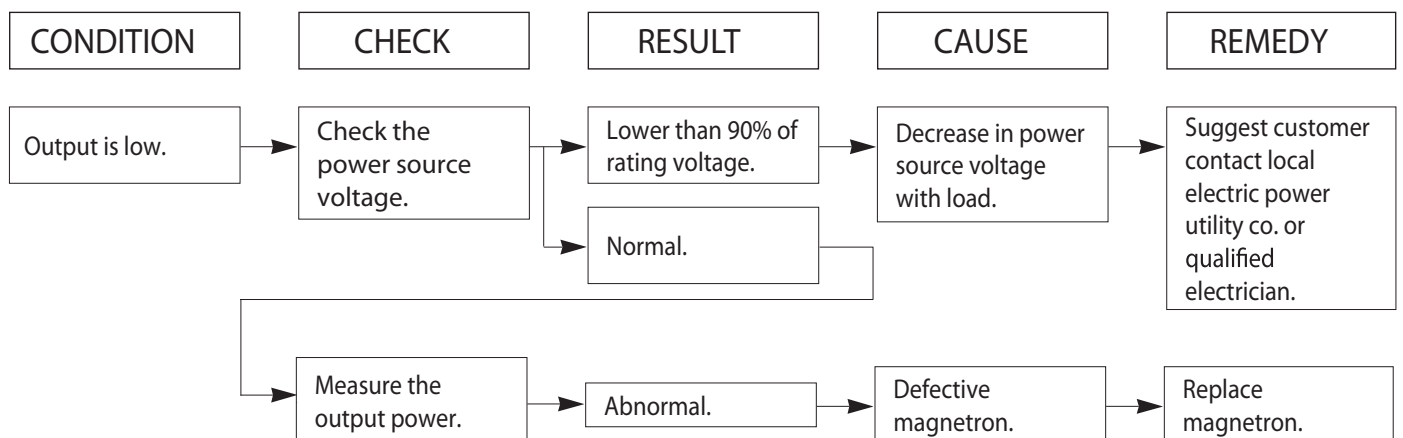 CONDITION
CHECK
RESULT
CAUSE
REMEDY
Output is low.
Check the
power source
voltage.
Lower than 90% of
rating voltage.
Decrease in power
source voltage
with load.
Suggest customer
contact local
electric power
utility co. or
qualified
electrician.
Normal.
Measure the
output power.
Abnormal.
Defective
magnetron.
Replace
magnetron.